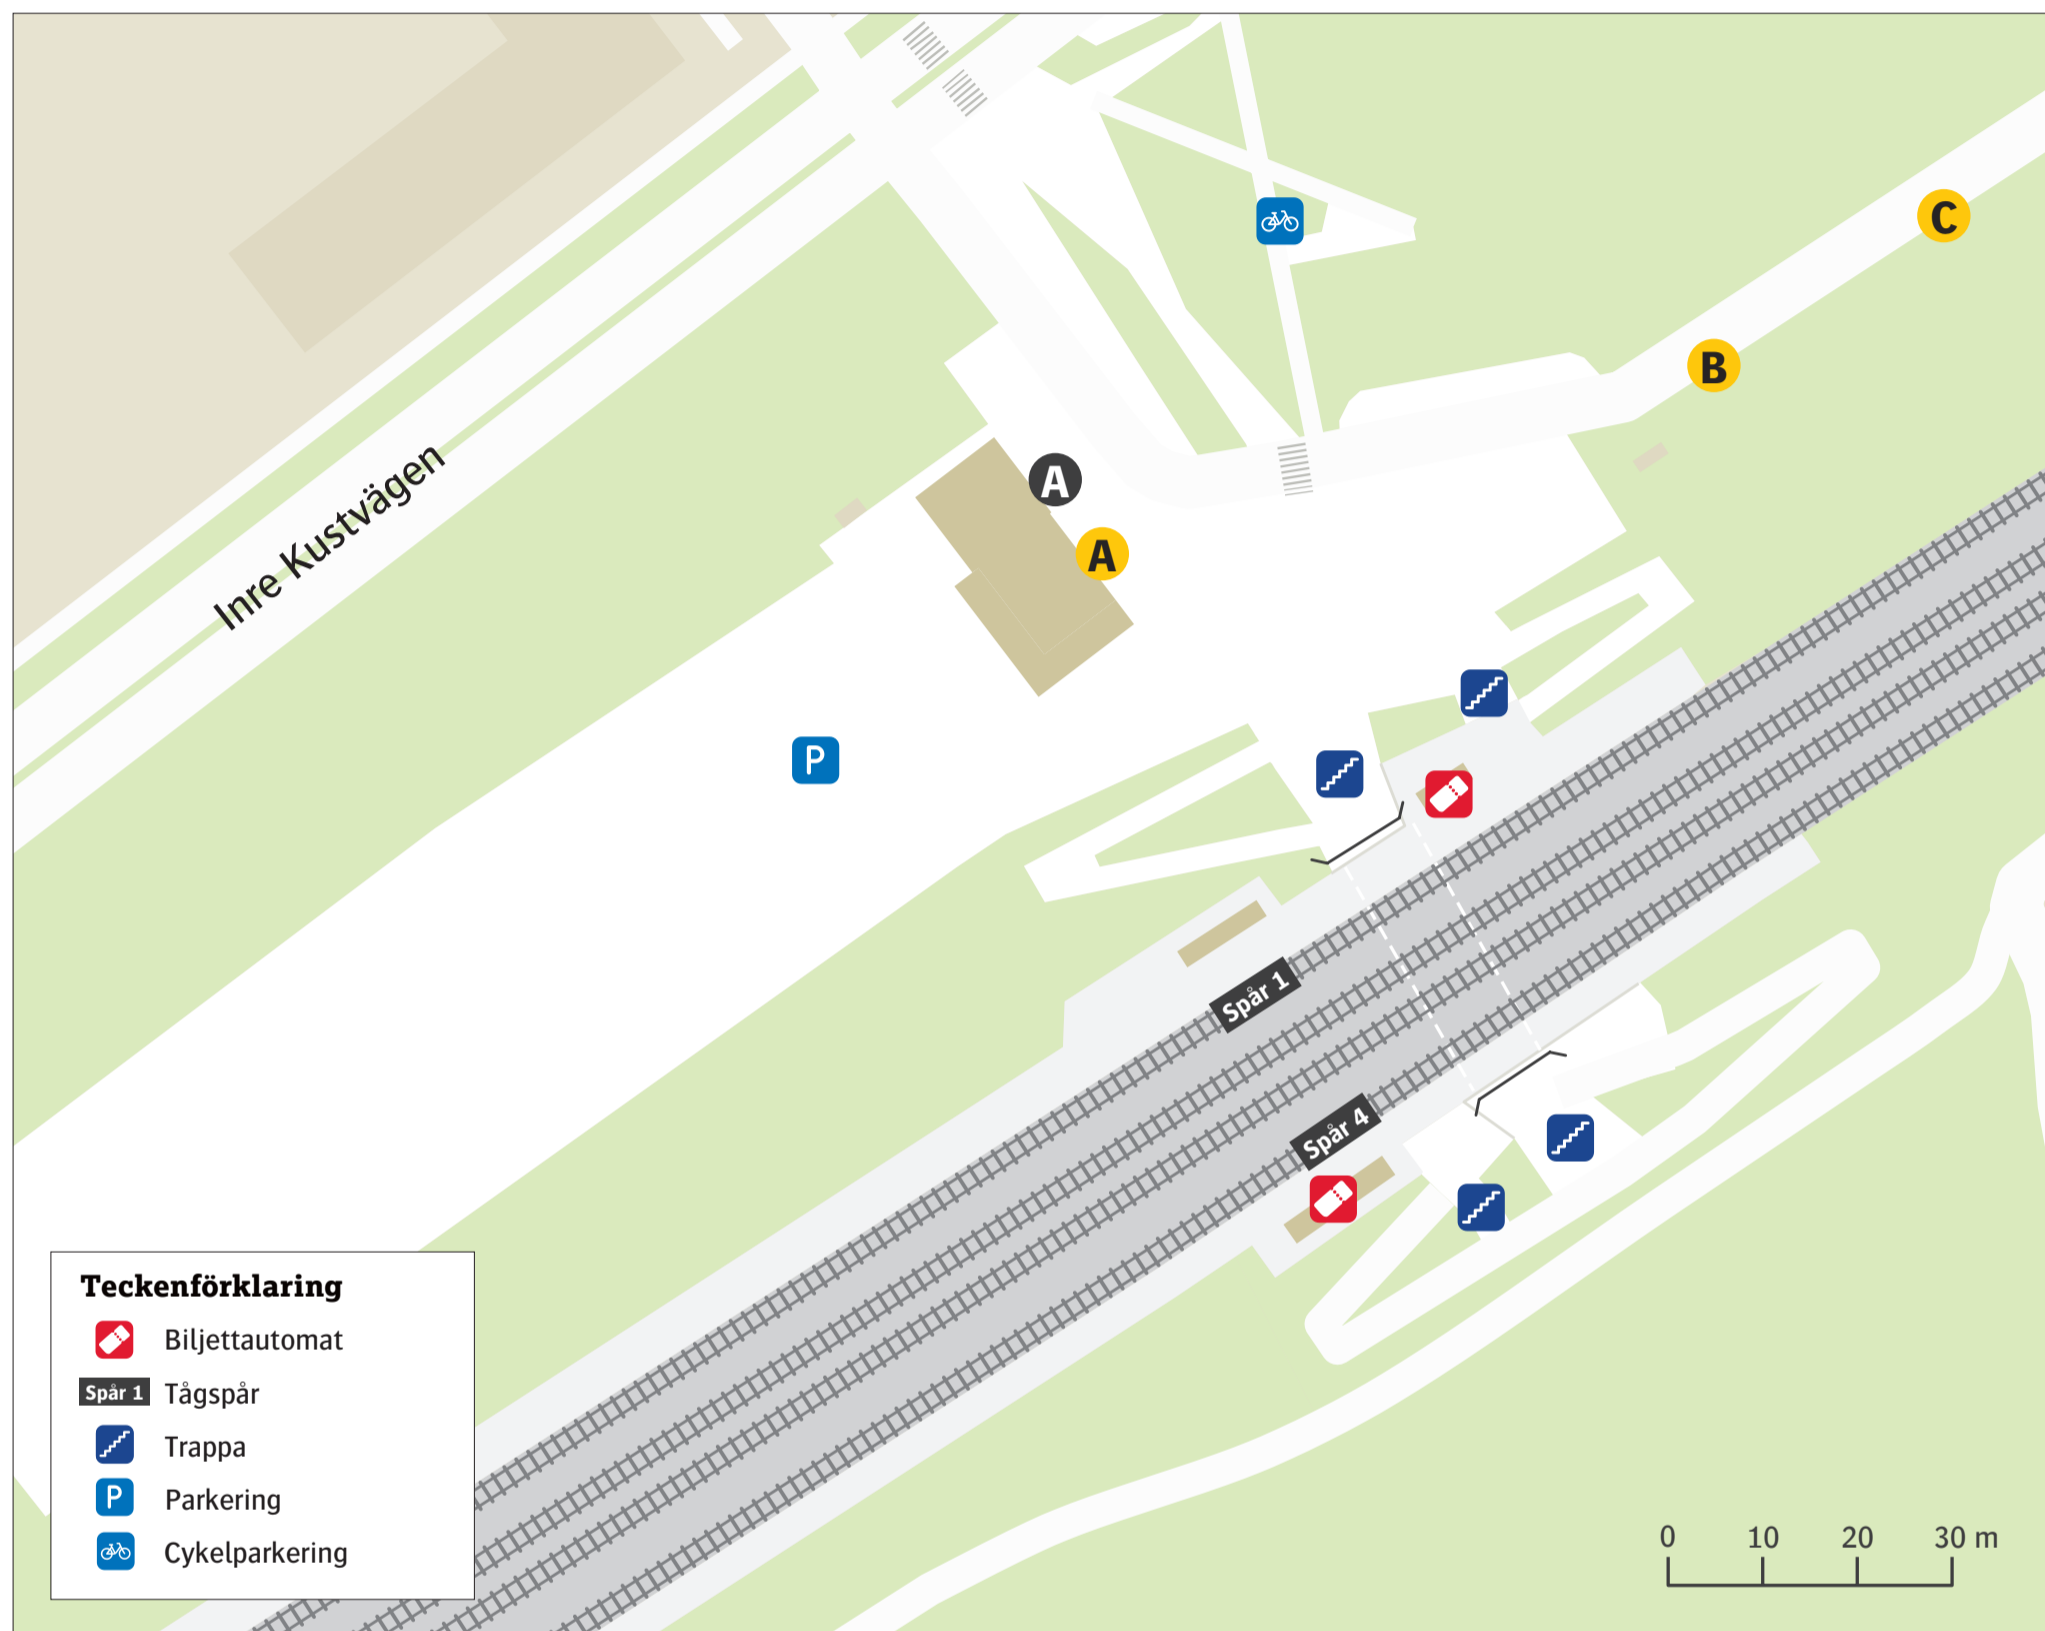 C
B
A
A
Inre Kustvägen
P
Spår 1
Spår 4
Teckenförklaring
Biljettautomat
Spår 1 Tågspår
Trappa
P Parkering
Cykelparkering
0 10 20 30 m